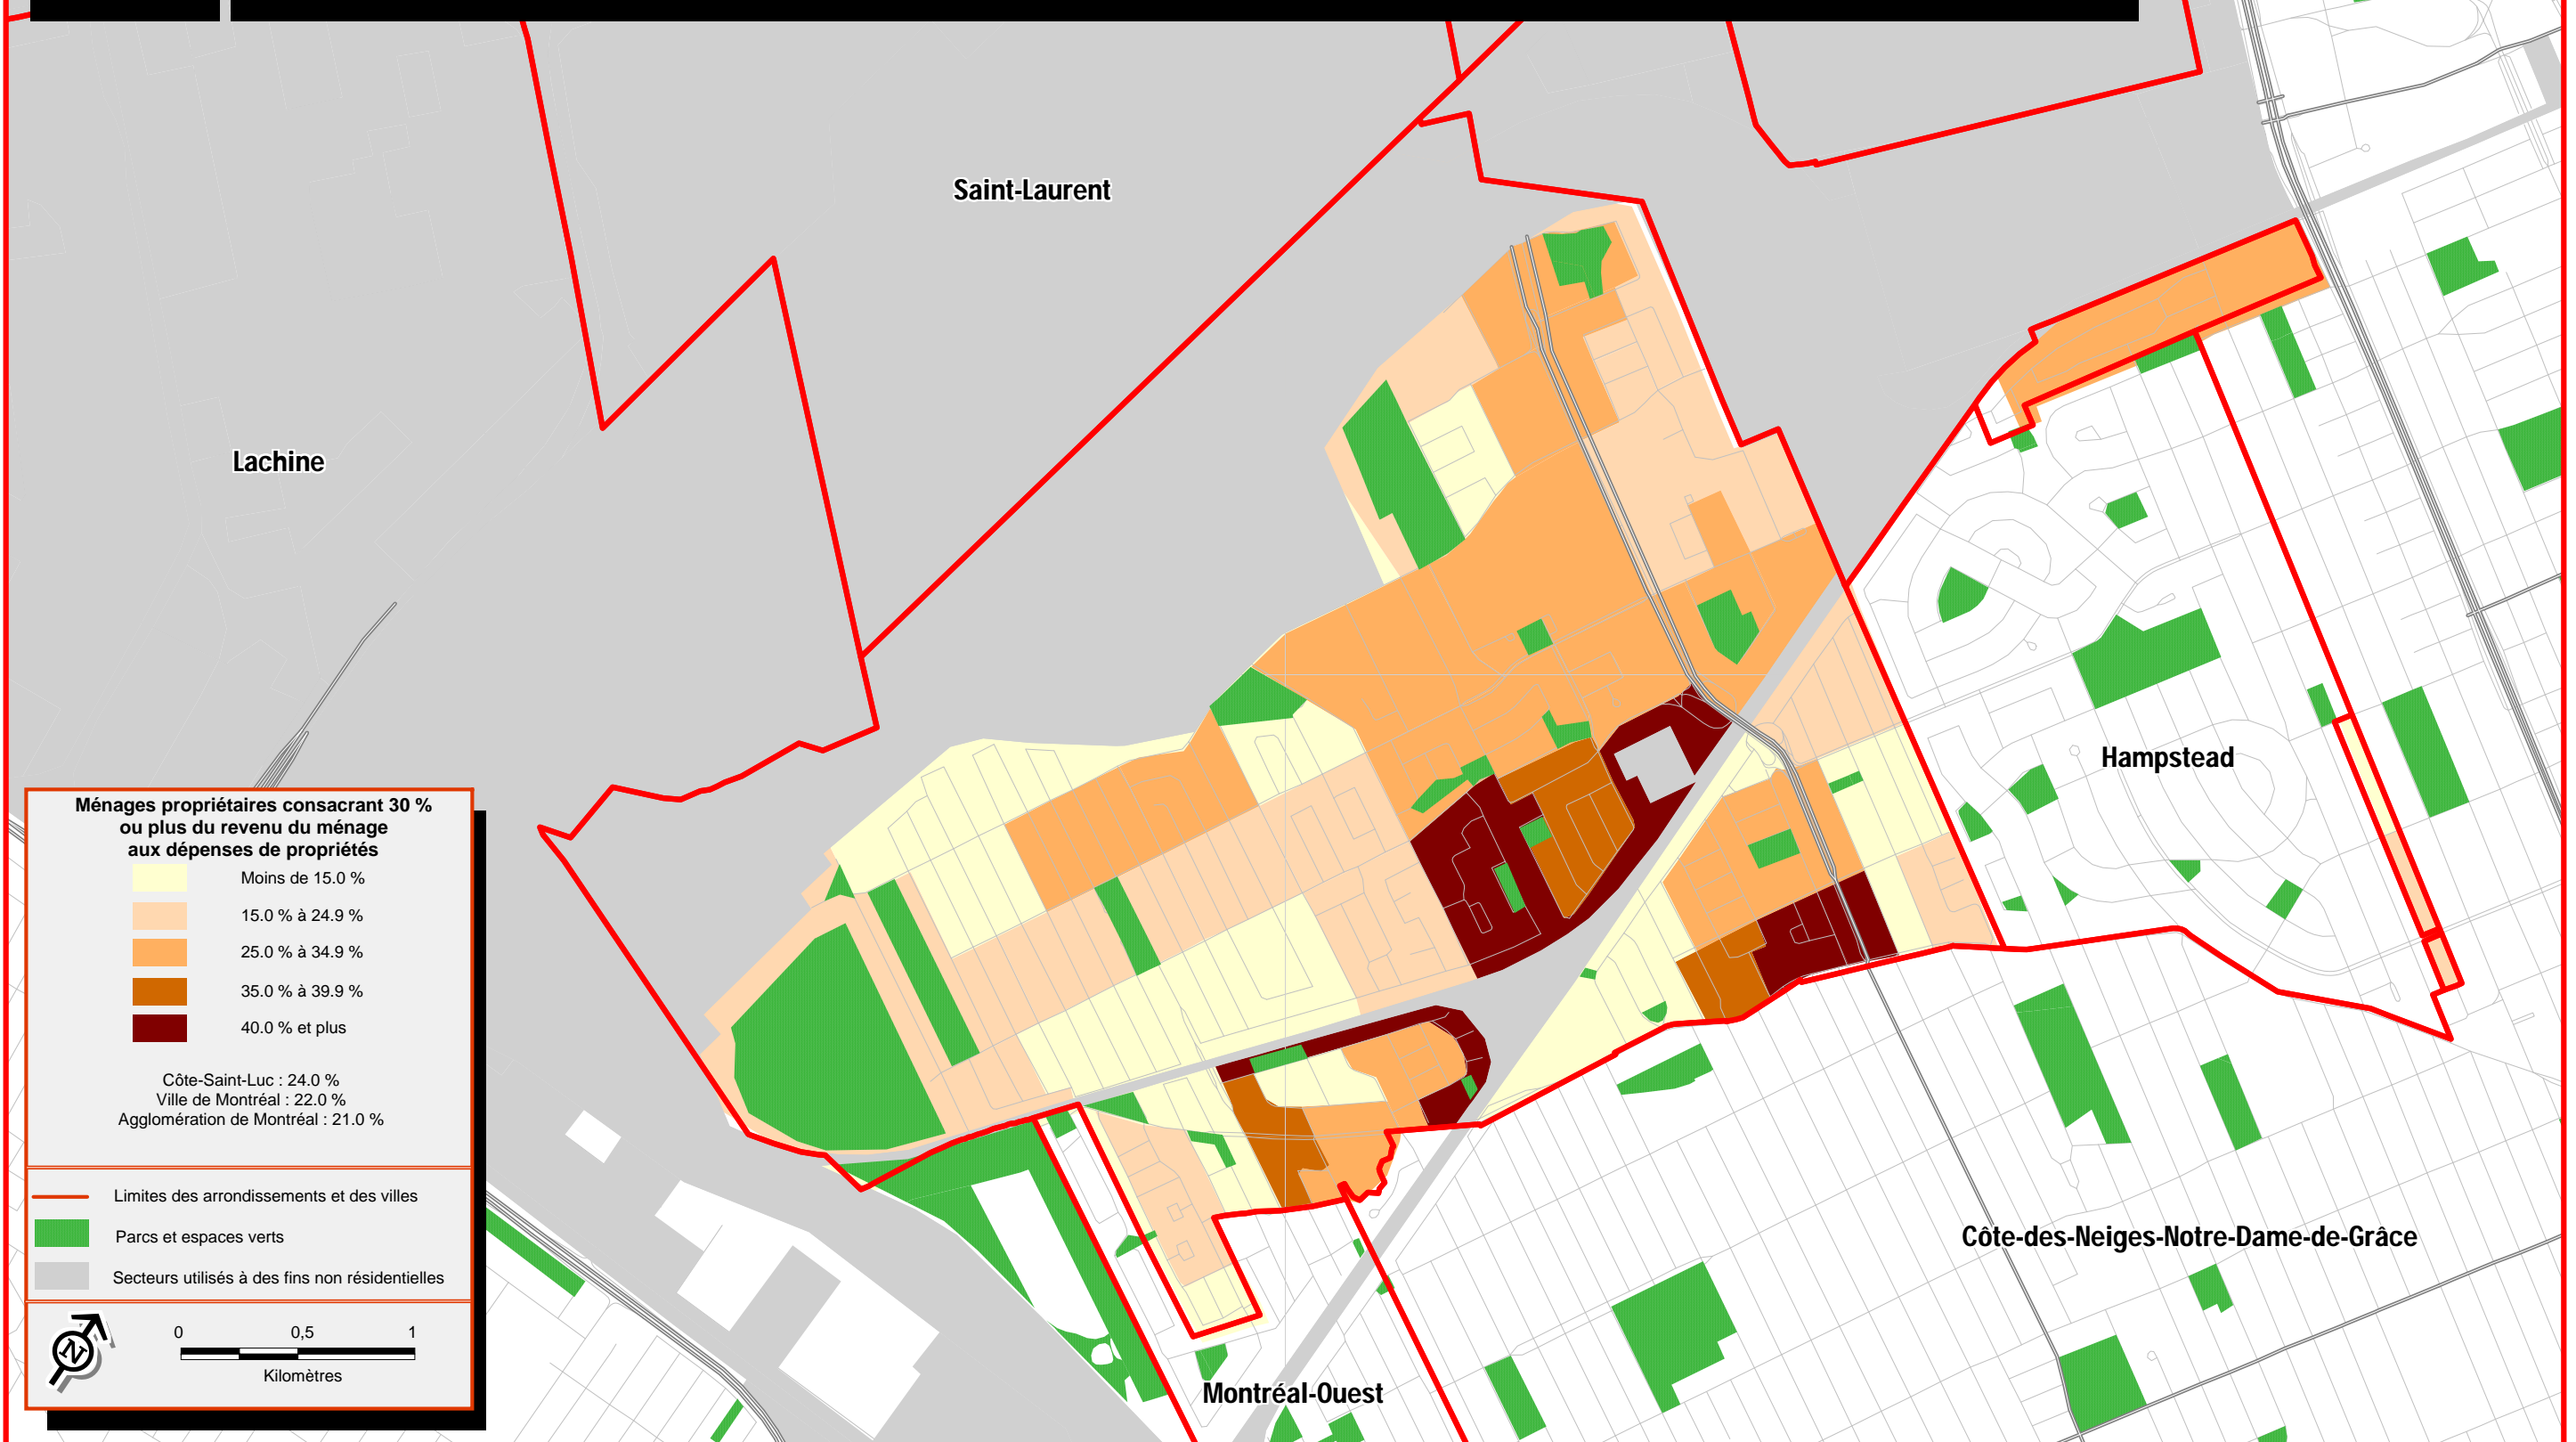 Saint-Laurent
Lachine
Hampstead
Ménages propriétaires consacrant 30 %
ou plus du revenu du ménage
aux dépenses de propriétés
Moins de 15.0 %
15.0 % à 24.9 %
25.0 % à 34.9 %
35.0 % à 39.9 %
40.0 % et plus
Côte-Saint-Luc : 24.0 %
Ville de Montréal : 22.0 %
Agglomération de Montréal : 21.0 %
Limites des arrondissements et des villes
Parcs et espaces verts
Secteurs utilisés à des fins non résidentielles
N
0 0,5 1
Kilomètres
Côte-des-Neiges-Notre-Dame-de-Grâce
Montréal-Ouest